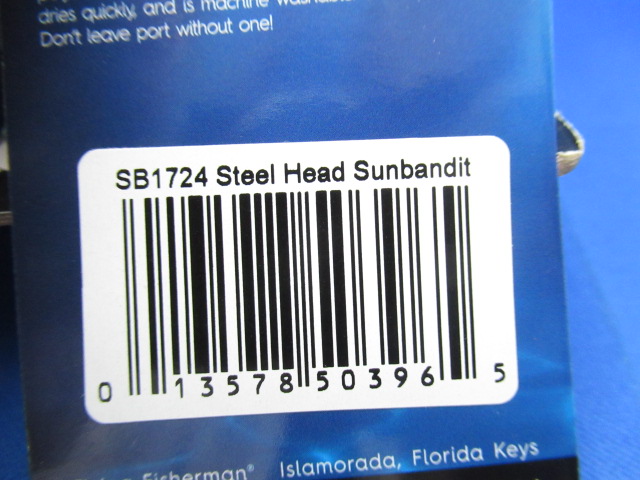 dries quickly, and is machine washable
Don't leave port without one!
SB1724 Steel Head Sunbandit
0 13578 50396 5
Fisherman® Islamorada, Florida Keys